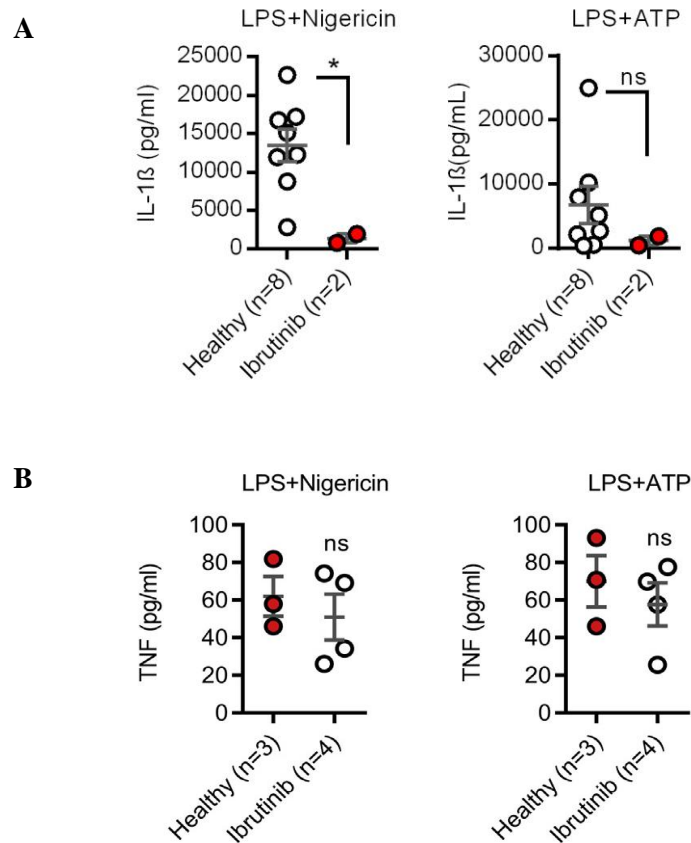 A
LPS+Nigericin
IL-1ß (pg/ml)
25000
20000
15000
10000
5000
0
*
Healthy (n=8)
Ibrutinib (n=2)
LPS+ATP
IL-1ß(pg/mL)
30000
20000
10000
0
ns
Healthy (n=8)
Ibrutinib (n=2)
B
LPS+Nigericin
TNF (pg/ml)
100
80
60
40
20
0
ns
Healthy (n=3)
Ibrutinib (n=4)
LPS+ATP
TNF (pg/ml)
100
80
60
40
20
0
ns
Healthy (n=3)
Ibrutinib (n=4)